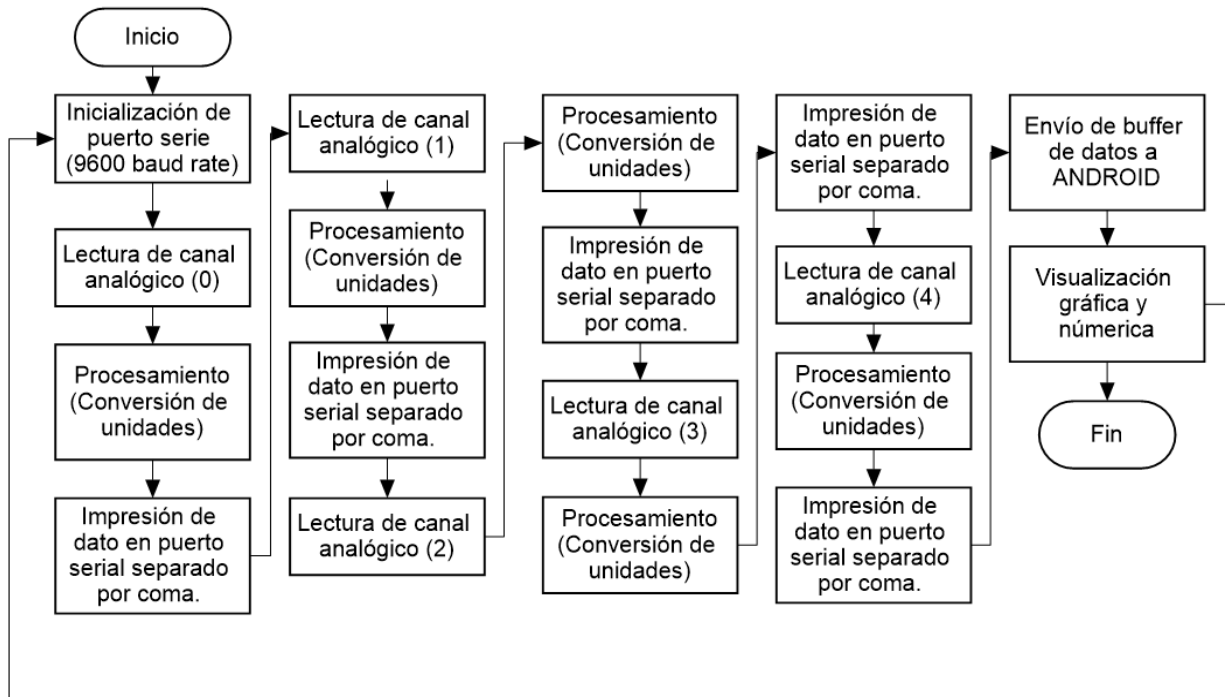 Inicio
Inicialización de
puerto serie
(9600 baud rate)
Lectura de canal
analógico (0)
Procesamiento
(Conversión de
unidades)
Impresión de
dato en puerto
serial separado
por coma.
Lectura de canal
analógico (1)
Procesamiento
(Conversión de
unidades)
Impresión de
dato en puerto
serial separado
por coma.
Lectura de canal
analógico (2)
Procesamiento
(Conversión de
unidades)
Impresión de
dato en puerto
serial separado
por coma.
Lectura de canal
analógico (3)
Procesamiento
(Conversión de
unidades)
Impresión de
dato en puerto
serial separado
por coma.
Lectura de canal
analógico (4)
Procesamiento
(Conversión de
unidades)
Impresión de
dato en puerto
serial separado
por coma.
Envío de buffer
de datos a
ANDROID
Visualización
gráfica y
númerica
Fin